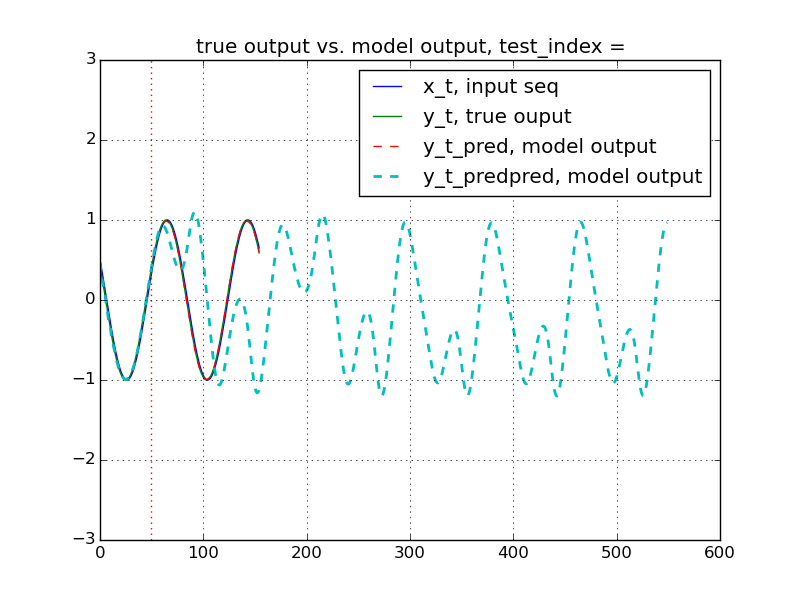 true output vs. model output, test_index =
x_t, input seq
y_t, true ouput
y_t_pred, model output
y_t_predpred, model output
3
2
1
0
−1
−2
−3
0 100 200 300 400 500 600